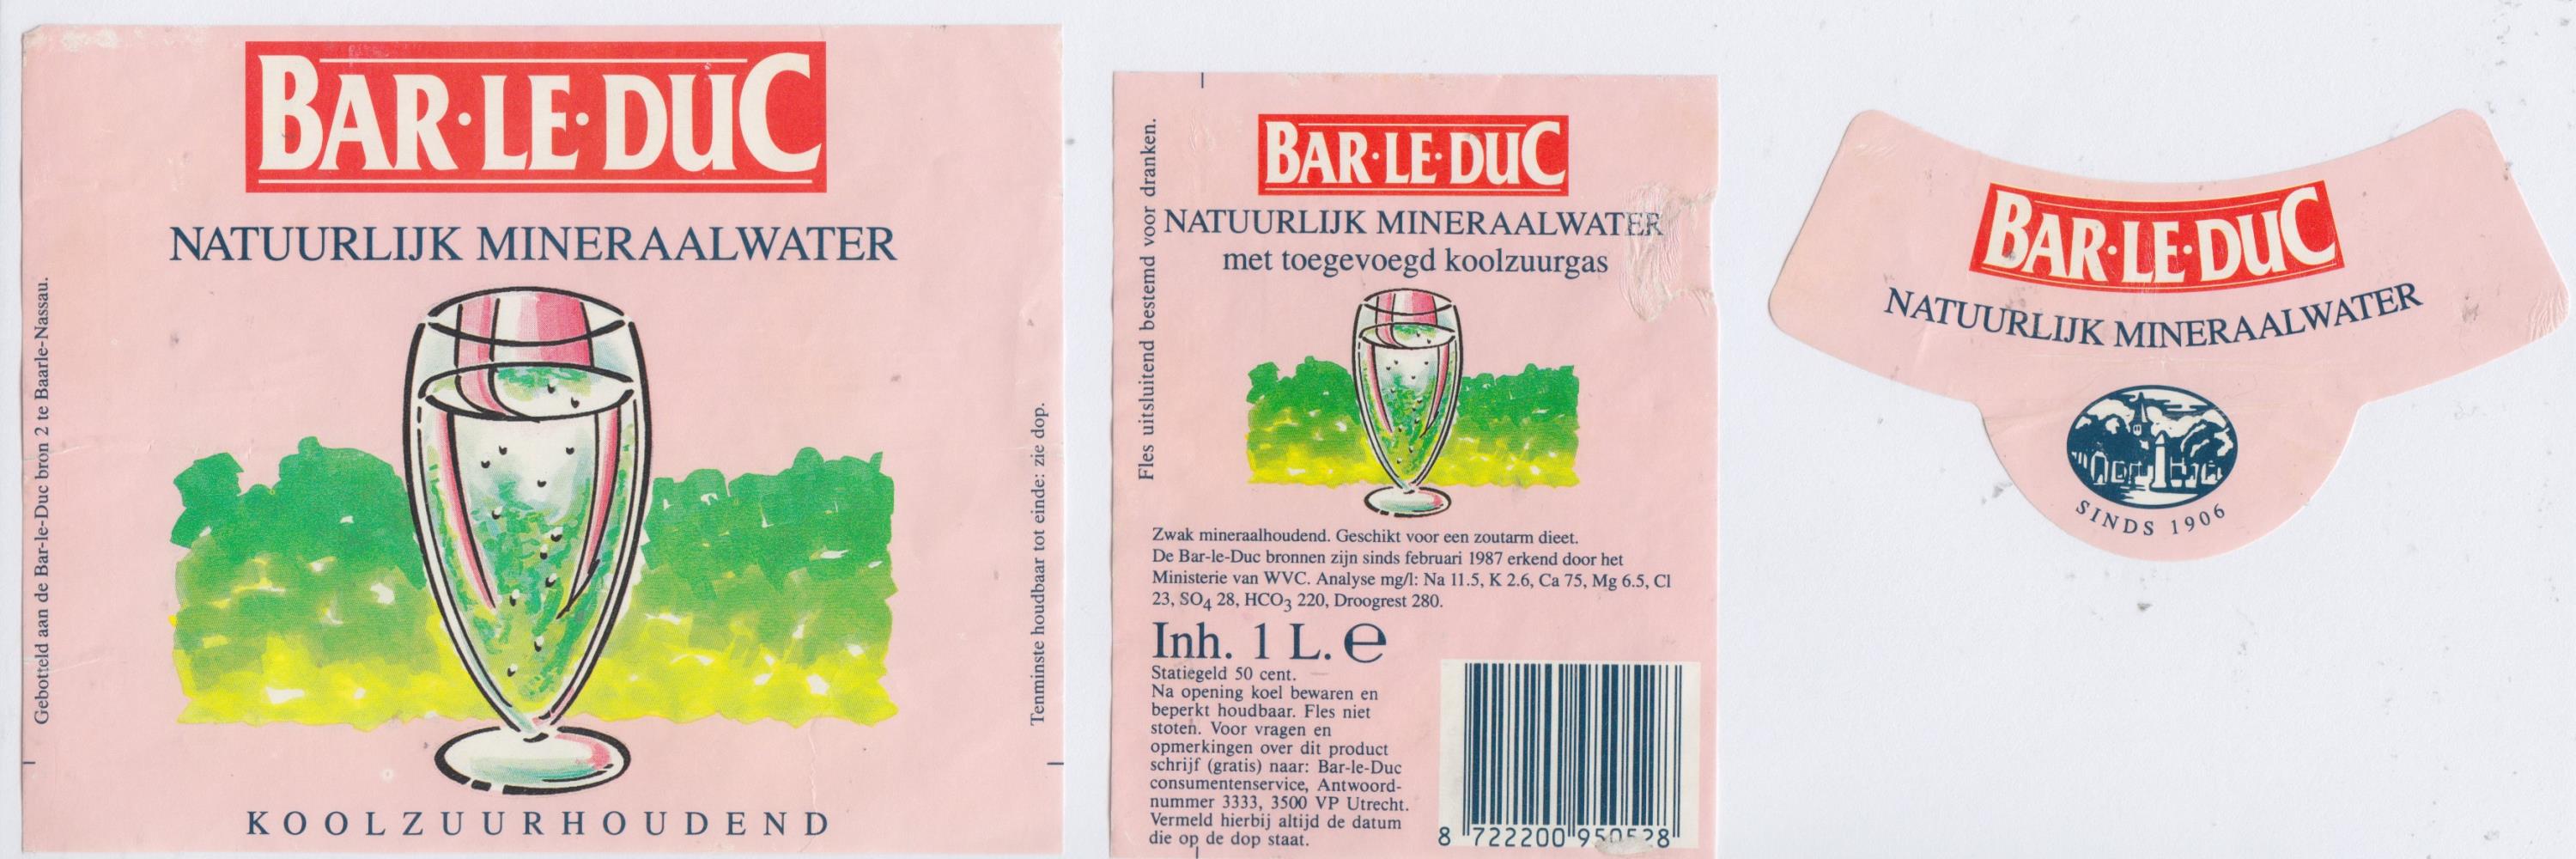 BAR·LE·DUC
NATUURLIJK MINERAALWATER
Gebotteld aan de Bar-le-Duc bron 2 te Baarle-Nassau.
Tenminste houdbaar tot einde: zie dop.
KOOLZUURHOUDEND
Fles uitsluitend bestemd voor dranken.
BAR·LE·DUC
NATUURLIJK MINERAALWATER
met toegevoegd koolzuurgas
Zwak mineraalhoudend. Geschikt voor een zoutarm dieet.
De Bar-le-Duc bronnen zijn sinds februari 1987 erkend door het
Ministerie van WVC. Analyse mg/l: Na 11.5, K 2.6, Ca 75, Mg 6.5, Cl
23, SO4 28, HCO3 220, Droogrest 280.
Inh. 1 L. ℮
Statiegeld 50 cent.
Na opening koel bewaren en
beperkt houdbaar. Fles niet
stoten. Voor vragen en
opmerkingen over dit product
schrijf (gratis) naar: Bar-le-Duc
consumentenservice, Antwoord-
nummer 3333, 3500 VP Utrecht.
Vermeld hierbij altijd de datum
die op de dop staat.
8 722200 950528
BAR·LE·DUC
NATUURLIJK MINERAALWATER
SINDS 1906